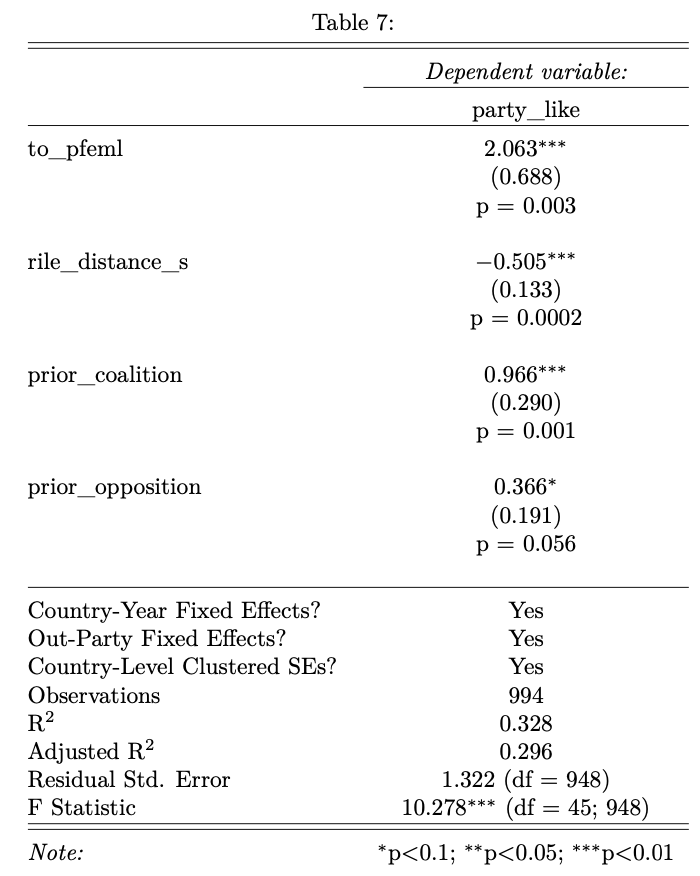 Table 7:
Dependent variable:
party_like
to_pfeml 2.063***
(0.688)
p = 0.003
rile_distance_s −0.505***
(0.133)
p = 0.0002
prior_coalition 0.966***
(0.290)
p = 0.001
prior_opposition 0.366*
(0.191)
p = 0.056
Country-Year Fixed Effects? Yes
Out-Party Fixed Effects? Yes
Country-Level Clustered SEs? Yes
Observations 994
R² 0.328
Adjusted R² 0.296
Residual Std. Error 1.322 (df = 948)
F Statistic 10.278*** (df = 45; 948)
Note: *p<0.1; **p<0.05; ***p<0.01